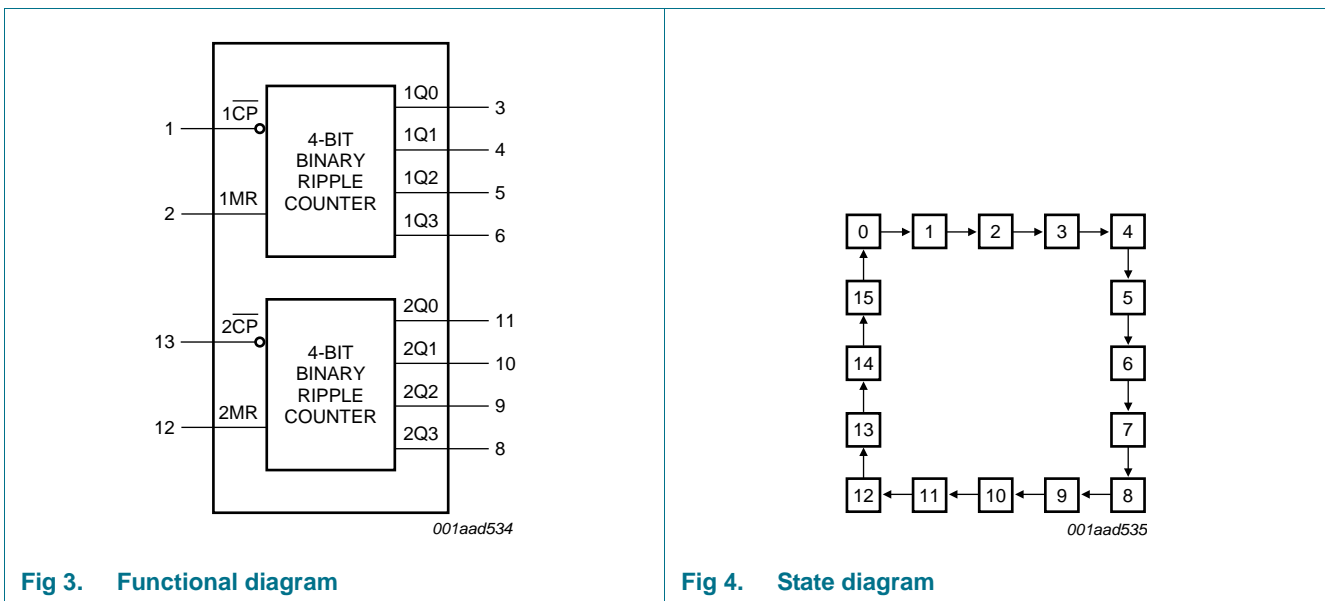 1CP
1
1MR
2
4-BIT
BINARY
RIPPLE
COUNTER
1Q0
3
1Q1
4
1Q2
5
1Q3
6
2CP
13
2MR
12
4-BIT
BINARY
RIPPLE
COUNTER
2Q0
11
2Q1
10
2Q2
9
2Q3
8
001aad534
Fig 3. Functional diagram
0 1 2 3 4
15 5
14 6
13 7
12 11 10 9 8
001aad535
Fig 4. State diagram